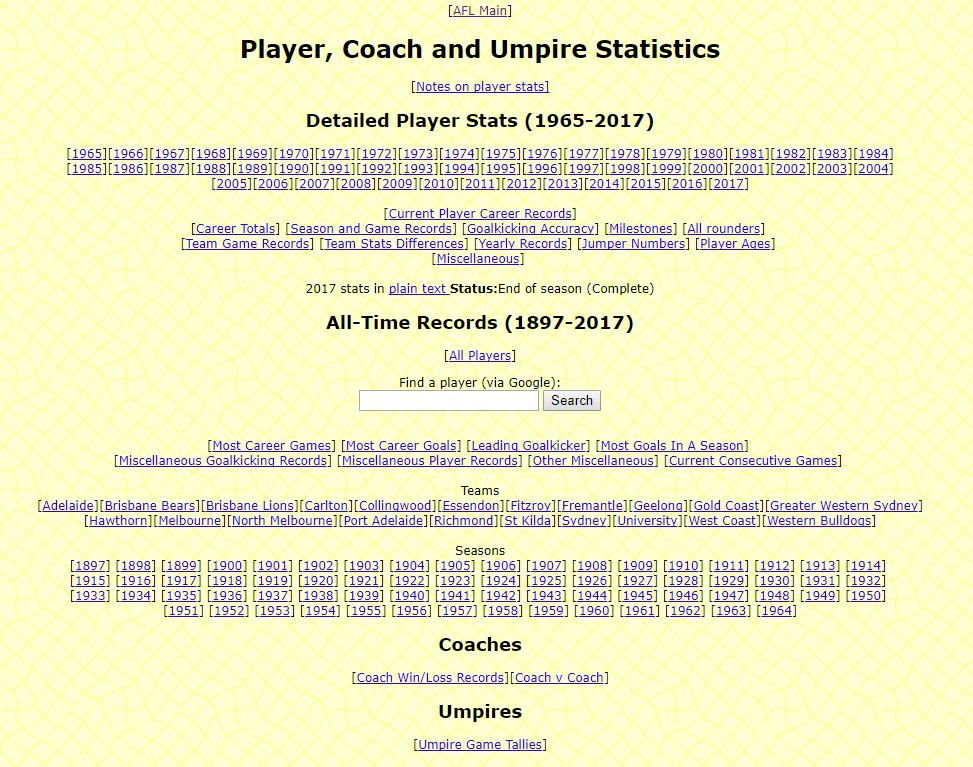 [AFL Main]
Player, Coach and Umpire Statistics
[Notes on player stats]
Detailed Player Stats (1965-2017)
[1965][1966][1967][1968][1969][1970][1971][1972][1973][1974][1975][1976][1977][1978][1979][1980][1981][1982][1983][1984]
[1985][1986][1987][1988][1989][1990][1991][1992][1993][1994][1995][1996][1997][1998][1999][2000][2001][2002][2003][2004]
[2005][2006][2007][2008][2009][2010][2011][2012][2013][2014][2015][2016][2017]
[Current Player Career Records]
[Career Totals] [Season and Game Records] [Goalkicking Accuracy] [Milestones] [All rounders]
[Team Game Records] [Team Stats Differences] [Yearly Records] [Jumper Numbers] [Player Ages]
[Miscellaneous]
2017 stats in plain text Status:End of season (Complete)
All-Time Records (1897-2017)
[All Players]
Find a player (via Google):
Search
[Most Career Games] [Most Career Goals] [Leading Goalkicker] [Most Goals In A Season]
[Miscellaneous Goalkicking Records] [Miscellaneous Player Records] [Other Miscellaneous] [Current Consecutive Games]
Teams
[Adelaide][Brisbane Bears][Brisbane Lions][Carlton][Collingwood][Essendon][Fitzroy][Fremantle][Geelong][Gold Coast][Greater Western Sydney]
[Hawthorn][Melbourne][North Melbourne][Port Adelaide][Richmond][St Kilda][Sydney][University][West Coast][Western Bulldogs]
Seasons
[1897] [1898] [1899] [1900] [1901] [1902] [1903] [1904] [1905] [1906] [1907] [1908] [1909] [1910] [1911] [1912] [1913] [1914]
[1915] [1916] [1917] [1918] [1919] [1920] [1921] [1922] [1923] [1924] [1925] [1926] [1927] [1928] [1929] [1930] [1931] [1932]
[1933] [1934] [1935] [1936] [1937] [1938] [1939] [1940] [1941] [1942] [1943] [1944] [1945] [1946] [1947] [1948] [1949] [1950]
[1951] [1952] [1953] [1954] [1955] [1956] [1957] [1958] [1959] [1960] [1961] [1962] [1963] [1964]
Coaches
[Coach Win/Loss Records][Coach v Coach]
Umpires
[Umpire Game Tallies]